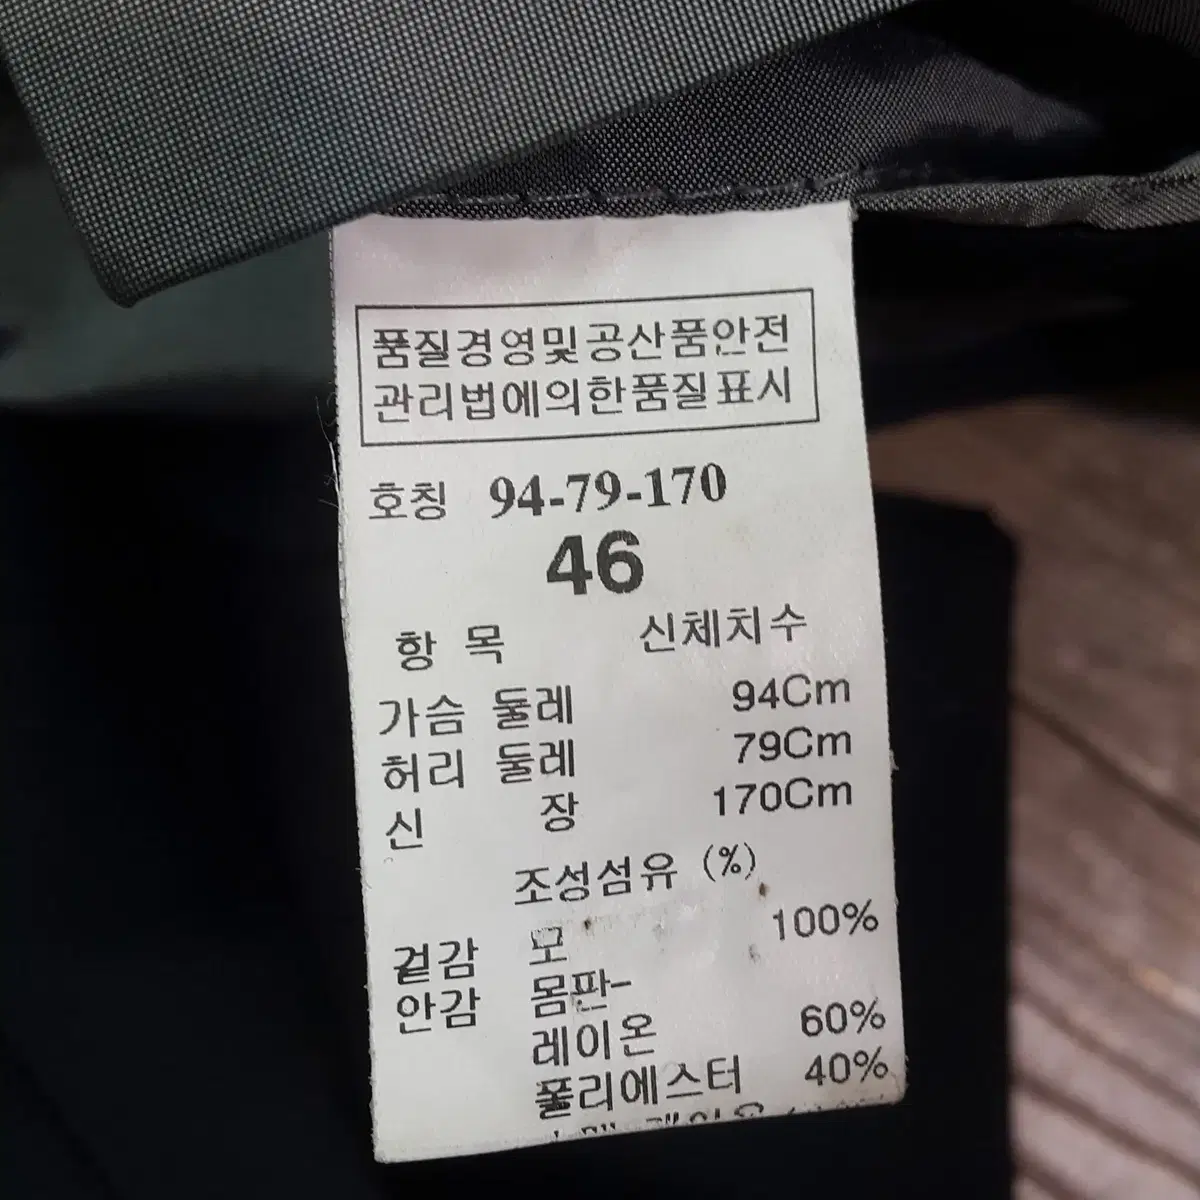 품질경영및공산품안전
관리법에의한품질표시
호칭 94-79-170
46
항 목 신체치수
가슴 둘레 94Cm
허리 둘레 79Cm
신 장 170Cm
조성섬유 (%)
겉감 모 100%
안감 몸판-
레이온 60%
폴리에스터 40%